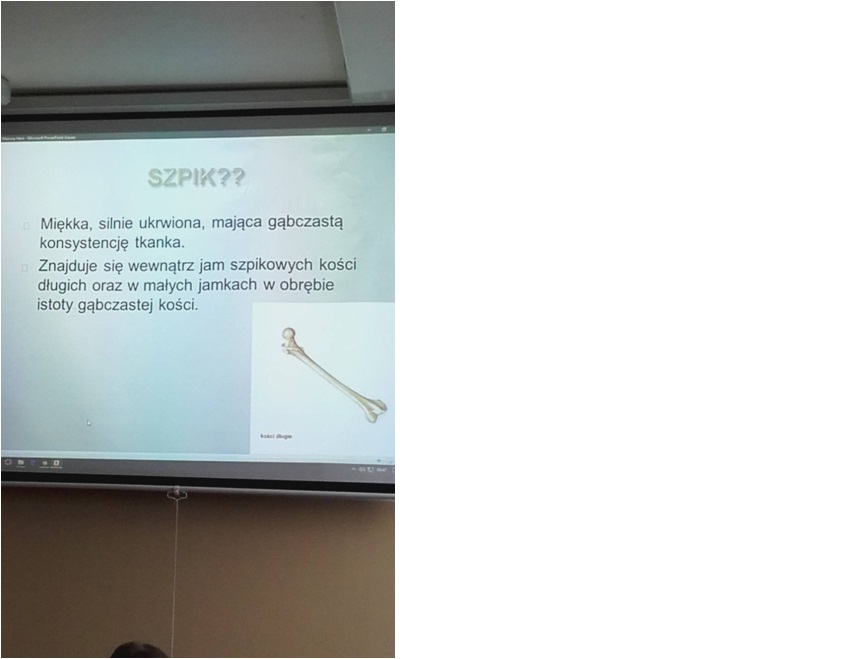 SZPIK??
Miękka, silnie ukrwiona, mająca gąbczastą
konsystencję tkanka.
Znajduje się wewnątrz jam szpikowych kości
długich oraz w małych jamkach w obrębie
istoty gąbczastej kości.
kości długie